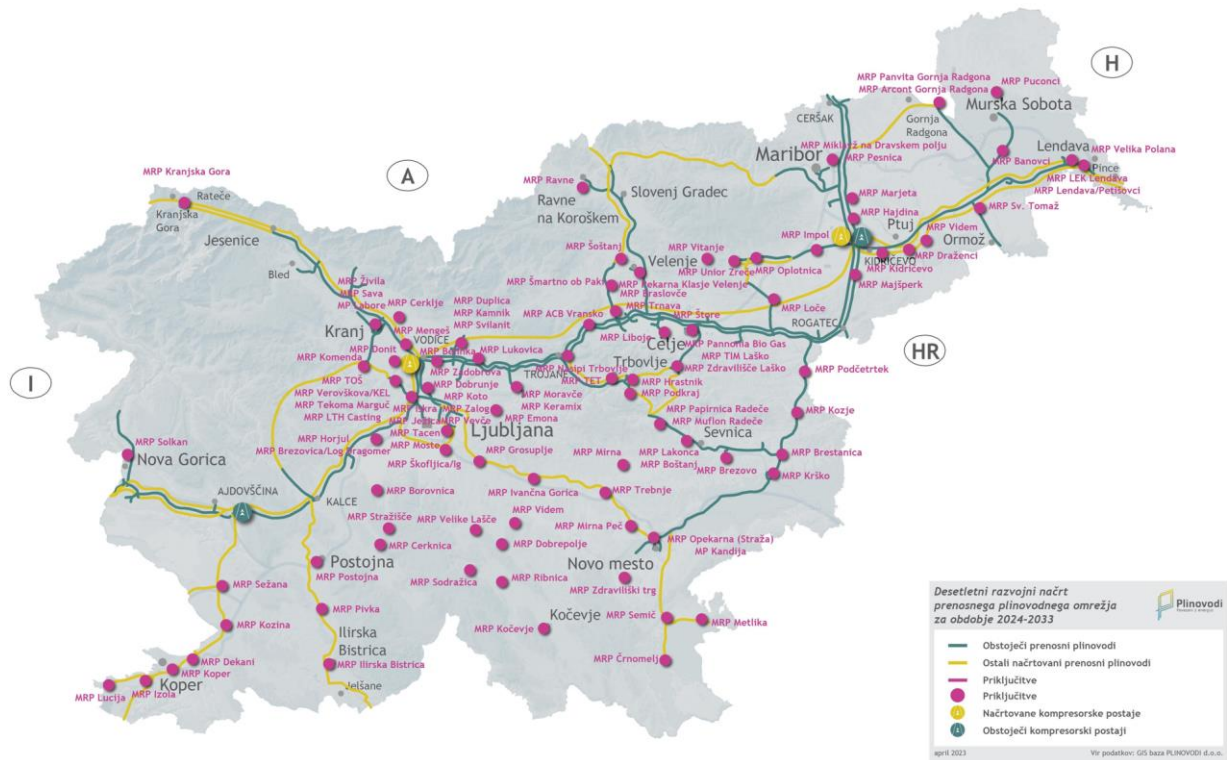 H
MRP Panvita Gornja Radgona
MRP Arcont Gornja Radgona
MRP Puconci
Murska Sobota
CERŠAK
Gornja
Radgona
MRP Miklavž na Dravskem polju
Maribor
MRP Pesnica
Lendava
MRP Velika Polana
MRP Banovci
Pince
MRP LEK Lendava
MRP Lendava/Petišovci
A
MRP Kranjska Gora
Rateče
Kranjska
Gora
MRP Ravne
Ravne
na Koroškem
Slovenj Gradec
MRP Marjeta
MRP Hajdina
Ptuj
MRP Sv. Tomaž
MRP Videm
Ormož
Jesenice
MRP Šoštanj
Velenje
MRP Vitanje
MRP Impol
KIDRIČEVO
MRP Draženci
MRP Kidričevo
Bled
MRP Živila
MRP Sava
MP Labore
MRP Cerklje
MRP Šmartno ob Paki
MRP Pekarna Klasje Velenje
MRP Unior Zreče
MRP Oplotnica
MRP Majšperk
MRP Braslovče
MRP Trnava
MRP Loče
MRP Duplica
MRP Kamnik
MRP Svilanit
MRP ACB Vransko
MRP Štore
ROGATEC
Kranj
MRP Mengeš
VODICE
MRP Liboje
Celje
MRP Pannonia Bio Gas
HR
MRP Donit
MRP Komenda
MRP Lukovica
TROJANE
Trbovlje
MRP TIM Laško
MRP Zdravilišče Laško
MRP Zadobrova
MRP TET
MRP Hrastnik
MRP Podčetrtek
I
MRP TOŠ
MRP Verovškova/KEL
MRP Tekoma Marguč
MRP LTH Casting
MRP Dobrunje
MRP Koto
MRP Zalog
MRP Moravče
MRP Keramix
MRP Emona
MRP Podkraj
MRP Papirnica Radeče
MRP Muflon Radeče
MRP Kozje
MRP Iskra
MRP Ježica
MRP Vevče
MRP Tacen
Ljubljana
MRP Moste
Sevnica
MRP Solkan
Nova Gorica
MRP Horjul
MRP Brezovica/Log Dragomer
MRP Škofljica/Ig
MRP Grosuplje
MRP Mirna
MRP Lakonca
MRP Boštanj
MRP Brezovo
MRP Brestanica
MRP Krško
AJDOVŠČINA
KALCE
MRP Borovnica
MRP Ivančna Gorica
MRP Trebnje
MRP Stražišče
MRP Velike Lašče
MRP Videm
MRP Mirna Peč
MRP Cerknica
MRP Dobrepolje
MRP Opekarna (Straža)
MP Kandija
Postojna
MRP Postojna
Novo mesto
MRP Sežana
MRP Sodražica
MRP Ribnica
MRP Zdraviliški trg
MRP Pivka
Kočevje
MRP Kočevje
MRP Semič
MRP Metlika
MRP Kozina
Ilirska
Bistrica
MRP Ilirska Bistrica
MRP Črnomelj
MRP Dekani
MRP Koper
Koper
MRP Lucija
MRP Izola
Jelšane
Desetletni razvojni načrt
prenosnega plinovodnega omrežja
za obdobje 2024-2033
Plinovodi
Obstoječi prenosni plinovodi
Ostali načrtovani prenosni plinovodi
Priključitve
Priključitve
Načrtovane kompresorske postaje
Obstoječi kompresorski postaji
april 2023
Vir podatkov: GIS baza PLINOVODI d.o.o.